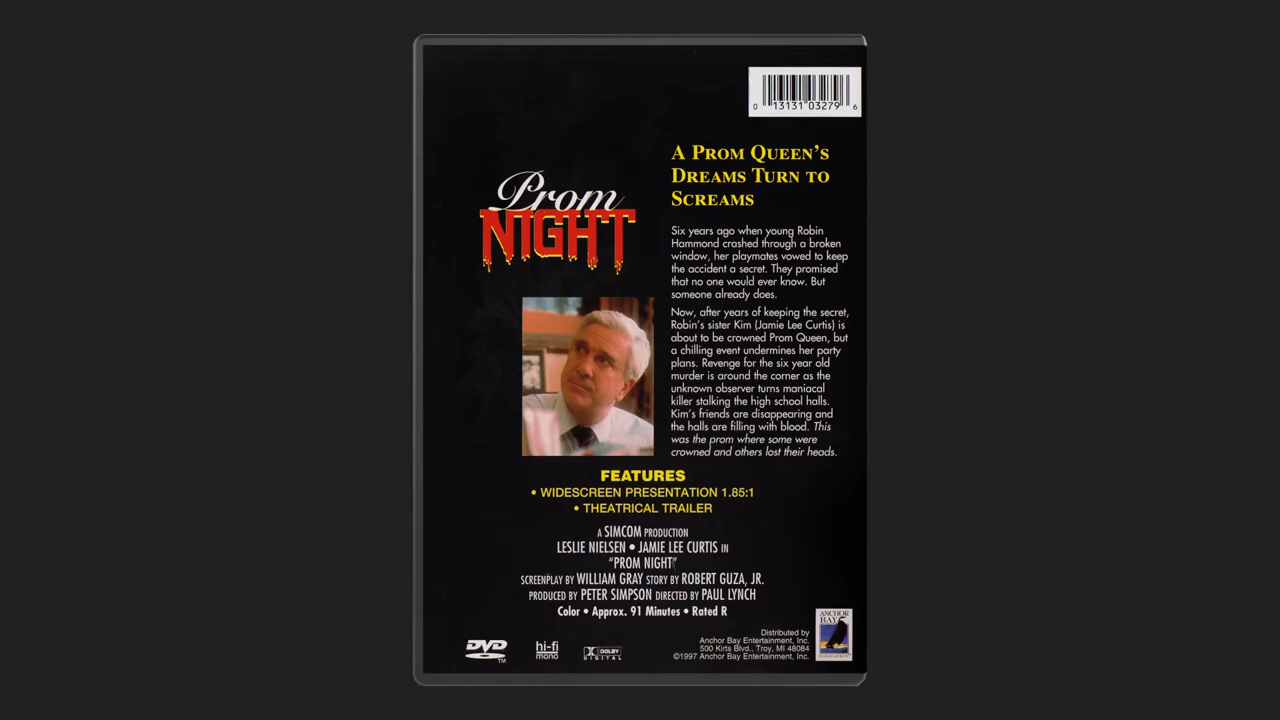 0 13131 03279 6
A PROM QUEEN'S
DREAMS TURN TO
SCREAMS
Prom
NIGHT
Six years ago when young Robin
Hammond crashed through a broken
window, her playmates vowed to keep
the accident a secret. They promised
that no one would ever know. But
someone already does.
Now, after years of keeping the secret,
Robin's sister Kim (Jamie Lee Curtis) is
about to be crowned Prom Queen, but
a chilling event undermines her party
plans. Revenge for the six year old
murder is around the corner as the
unknown observer turns maniacal
killer stalking the high school halls.
Kim's friends are disappearing and
the halls are filling with blood. This
was the prom where some were
crowned and others lost their heads.
FEATURES
• WIDESCREEN PRESENTATION 1.85:1
• THEATRICAL TRAILER
A SIMCOM PRODUCTION
LESLIE NIELSEN • JAMIE LEE CURTIS IN
"PROM NIGHT"
SCREENPLAY BY WILLIAM GRAY STORY BY ROBERT GUZA, JR.
PRODUCED BY PETER SIMPSON DIRECTED BY PAUL LYNCH
Color • Approx. 91 Minutes • Rated R
DVD TM
hi-fi
mono
DOLBY
DIGITAL
Distributed by
Anchor Bay Entertainment, Inc.
500 Kirts Blvd., Troy, MI 48084
©1997 Anchor Bay Entertainment, Inc.
ANCHOR
BAY
ENTERTAINMENT